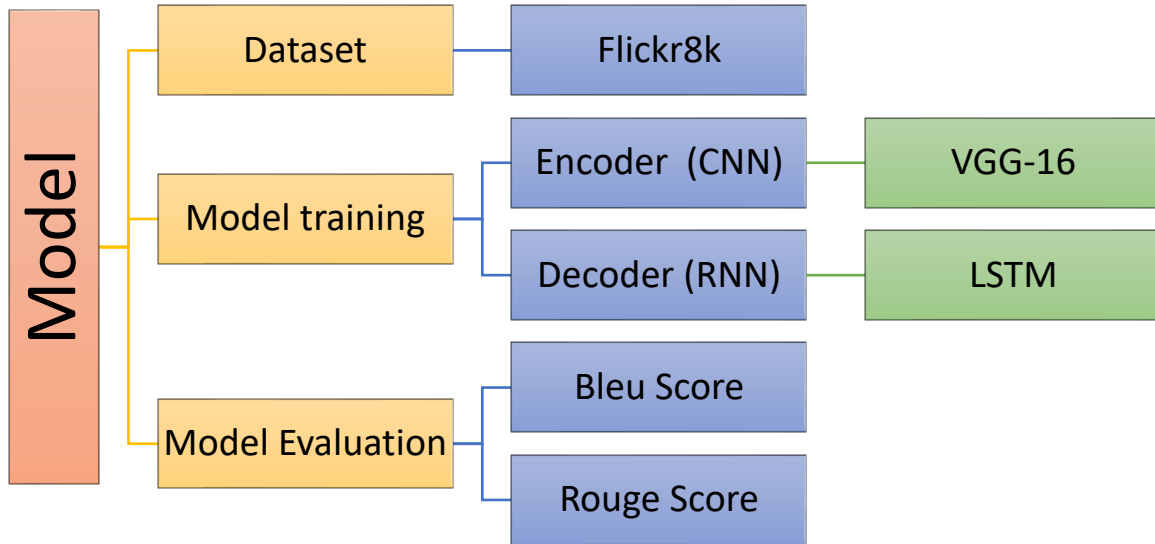 Model
Dataset
Flickr8k
Model training
Encoder  (CNN)
VGG-16
Decoder (RNN)
LSTM
Model Evaluation
Bleu Score
Rouge Score